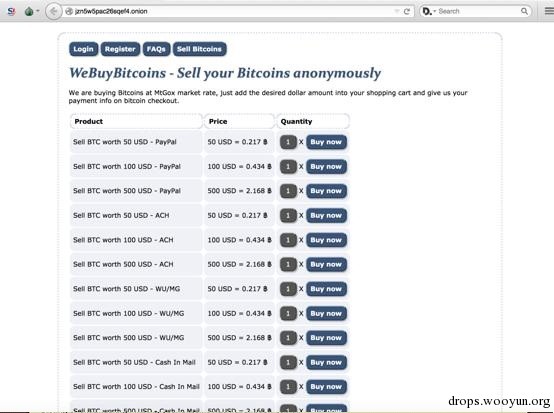 jzn5w5pac26sqef4.onion
Search
Login Register FAQs Sell Bitcoins
WeBuyBitcoins - Sell your Bitcoins anonymously
We are buying Bitcoins at MtGox market rate, just add the desired dollar amount into your shopping cart and give us your
payment info on bitcoin checkout.
Product Price Quantity
Sell BTC worth 50 USD - PayPal 50 USD = 0.217 ฿ 1 X Buy now
Sell BTC worth 100 USD - PayPal 100 USD = 0.434 ฿ 1 X Buy now
Sell BTC worth 500 USD - PayPal 500 USD = 2.168 ฿ 1 X Buy now
Sell BTC worth 50 USD - ACH 50 USD = 0.217 ฿ 1 X Buy now
Sell BTC worth 100 USD - ACH 100 USD = 0.434 ฿ 1 X Buy now
Sell BTC worth 500 USD - ACH 500 USD = 2.168 ฿ 1 X Buy now
Sell BTC worth 50 USD - WU/MG 50 USD = 0.217 ฿ 1 X Buy now
Sell BTC worth 100 USD - WU/MG 100 USD = 0.434 ฿ 1 X Buy now
Sell BTC worth 500 USD - WU/MG 500 USD = 2.168 ฿ 1 X Buy now
Sell BTC worth 50 USD - Cash In Mail 50 USD = 0.217 ฿ 1 X Buy now
Sell BTC worth 100 USD - Cash In Mail 100 USD = 0.434 ฿ 1 X Buy now
Sell BTC worth 500 USD - Cash In Mail 500 USD = 2.168 ฿ 1 X Buy now
drops.wooyun.org